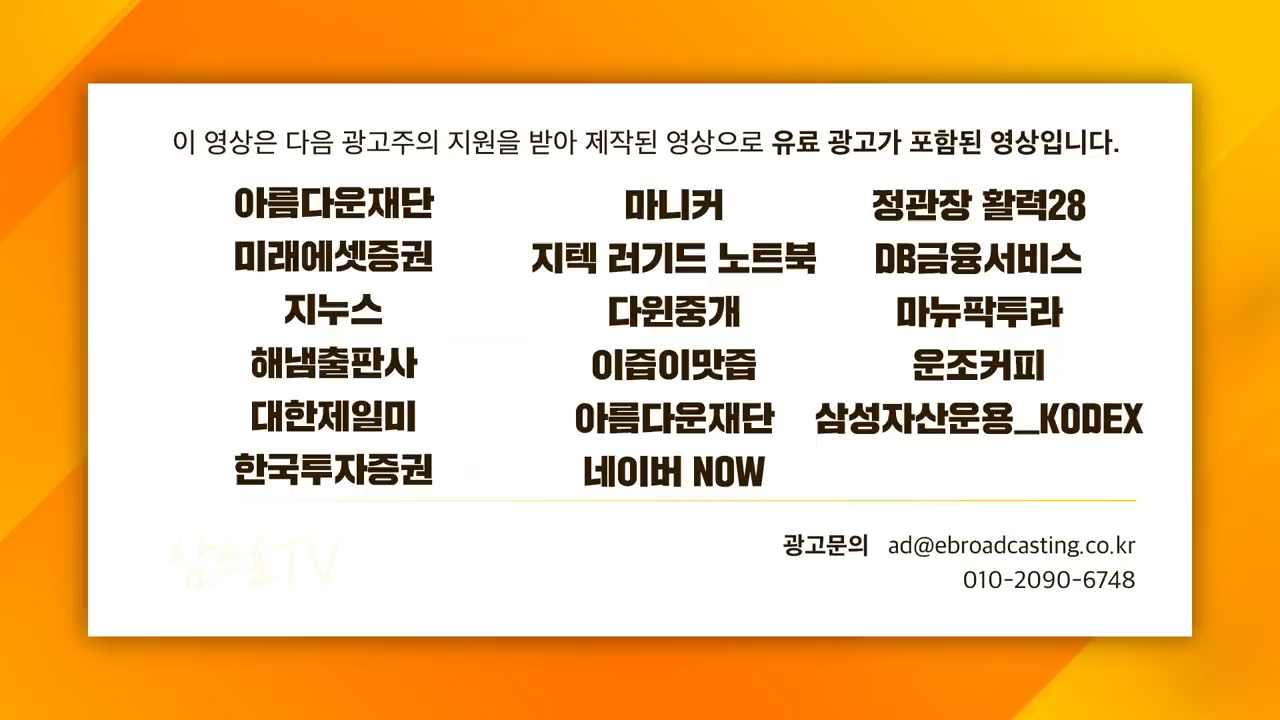 이 영상은 다음 광고주의 지원을 받아 제작된 영상으로 유료 광고가 포함된 영상입니다.
아름다운재단 마니커 정관장 활력28
미래에셋증권 지텍 러기드 노트북 DB금융서비스
지누스 다윈중개 마뉴팍투라
해냄출판사 이즙이맛즙 운조커피
대한제일미 아름다운재단 삼성자산운용_KODEX
한국투자증권 네이버 NOW
삼프로TV
광고문의 ad@ebroadcasting.co.kr
010-2090-6748